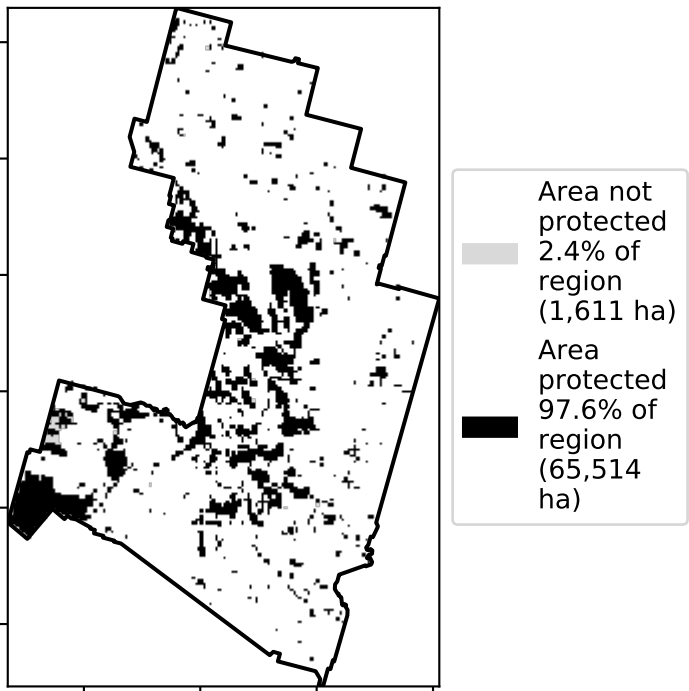 Area not
protected
2.4% of
region
(1,611 ha)
Area
protected
97.6% of
region
(65,514
ha)